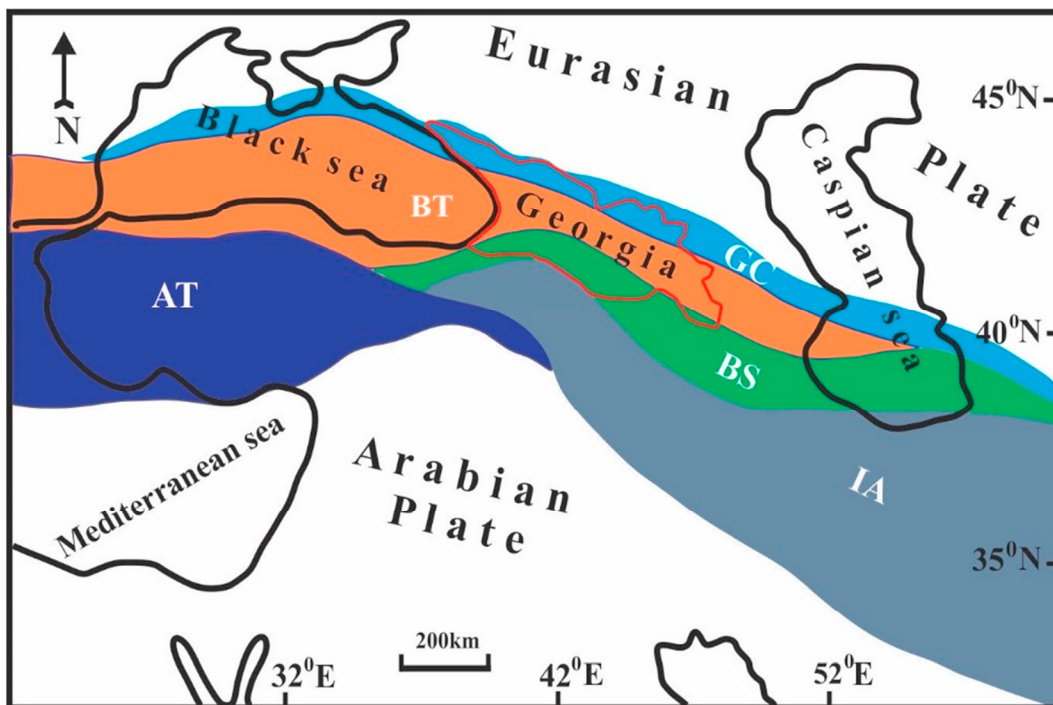 Eurasian
Plate
45⁰N
N
Black sea
Caspian sea
BT
Georgia
GC
AT
40⁰N
BS
Mediterranean sea
Arabian
Plate
IA
35⁰N
200km
32⁰E
42⁰E
52⁰E